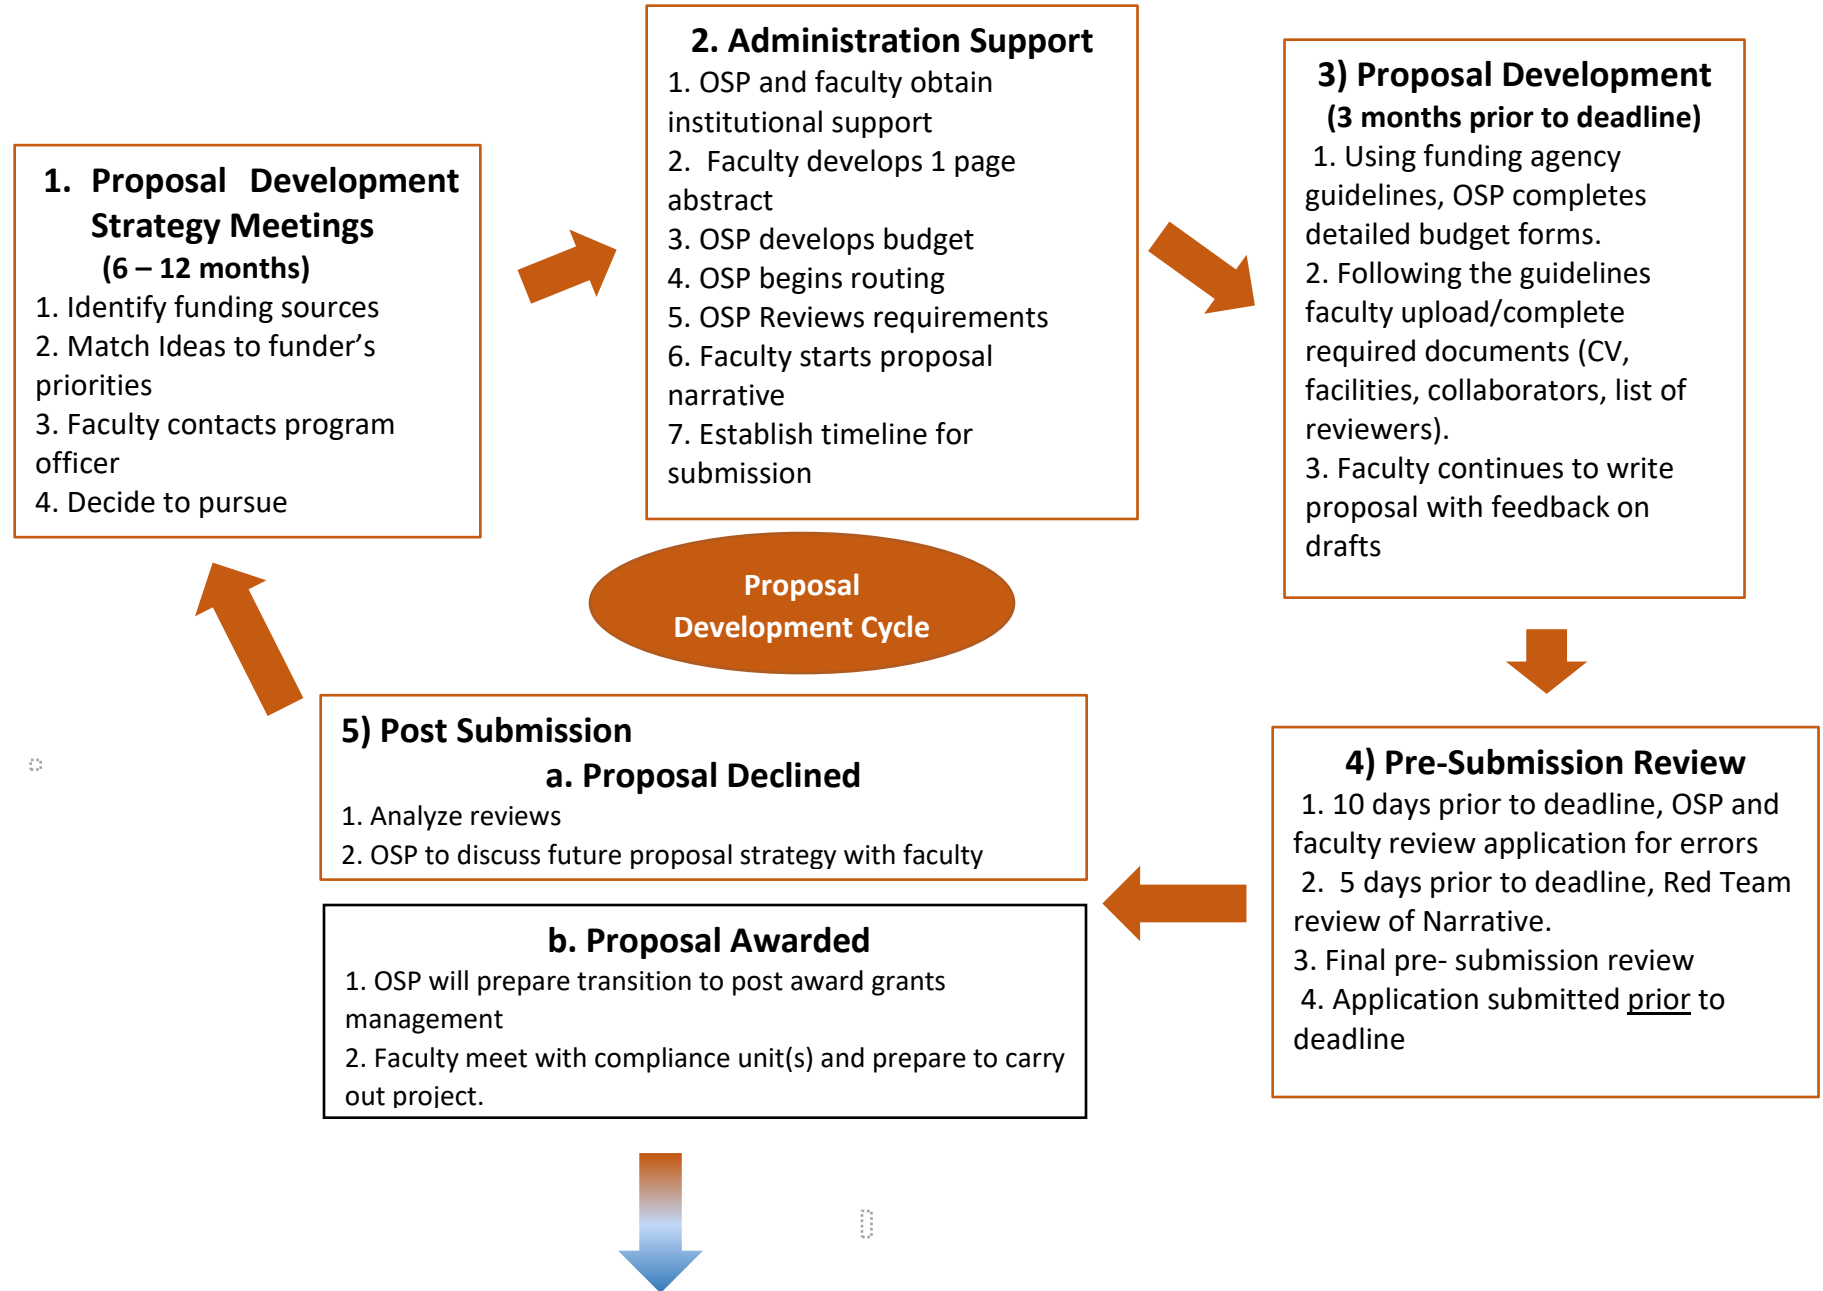 1. Proposal Development
Strategy Meetings
(6 – 12 months)
1. Identify funding sources
2. Match Ideas to funder’s
priorities
3. Faculty contacts program
officer
4. Decide to pursue
2. Administration Support
1. OSP and faculty obtain
institutional support
2. Faculty develops 1 page
abstract
3. OSP develops budget
4. OSP begins routing
5. OSP Reviews requirements
6. Faculty starts proposal
narrative
7. Establish timeline for
submission
3) Proposal Development
(3 months prior to deadline)
1. Using funding agency
guidelines, OSP completes
detailed budget forms.
2. Following the guidelines
faculty upload/complete
required documents (CV,
facilities, collaborators, list of
reviewers).
3. Faculty continues to write
proposal with feedback on
drafts
Proposal
Development Cycle
4) Pre-Submission Review
1. 10 days prior to deadline, OSP and
faculty review application for errors
2. 5 days prior to deadline, Red Team
review of Narrative.
3. Final pre- submission review
4. Application submitted prior to
deadline
5) Post Submission
a. Proposal Declined
1. Analyze reviews
2. OSP to discuss future proposal strategy with faculty
b. Proposal Awarded
1. OSP will prepare transition to post award grants
management
2. Faculty meet with compliance unit(s) and prepare to carry
out project.